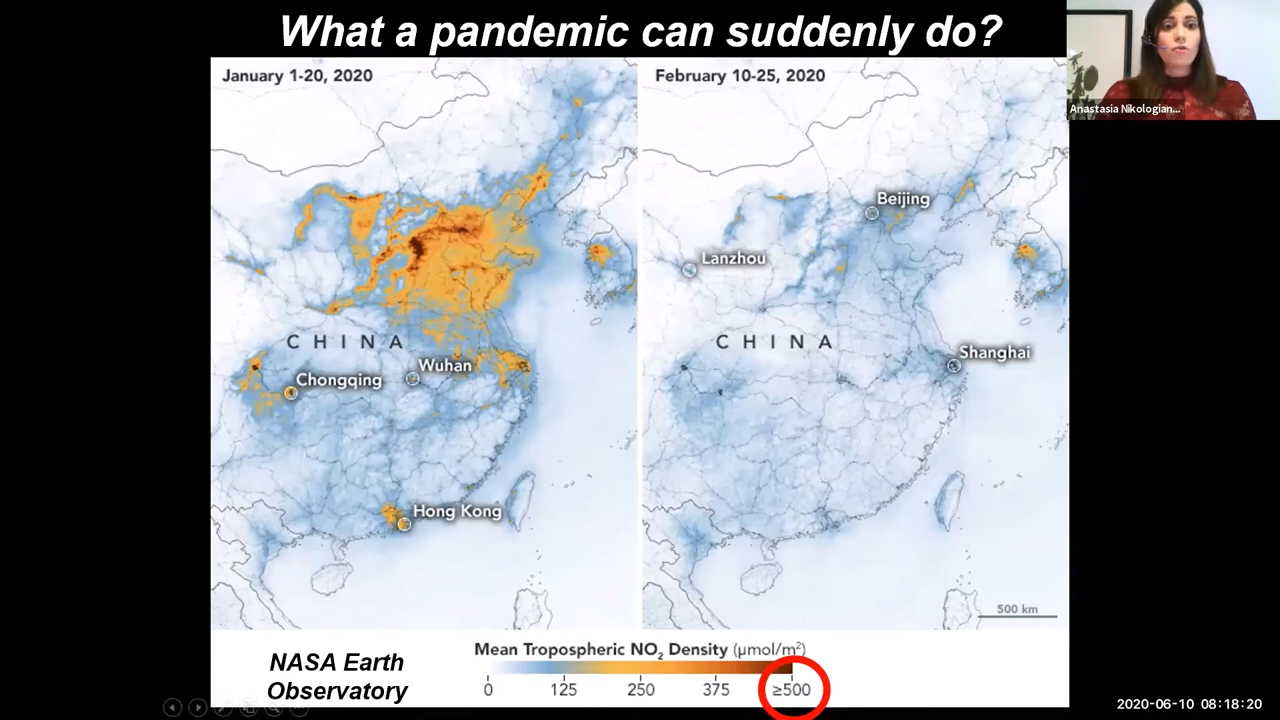 What a pandemic can suddenly do?
Anastasia Nikologian...
January 1-20, 2020
February 10-25, 2020
Beijing
Lanzhou
CHINA
CHINA
Shanghai
Wuhan
Chongqing
Hong Kong
500 km
Mean Tropospheric NO₂ Density (µmol/m²)
NASA Earth
Observatory
0 125 250 375 ≥500
2020-06-10 08:18:20